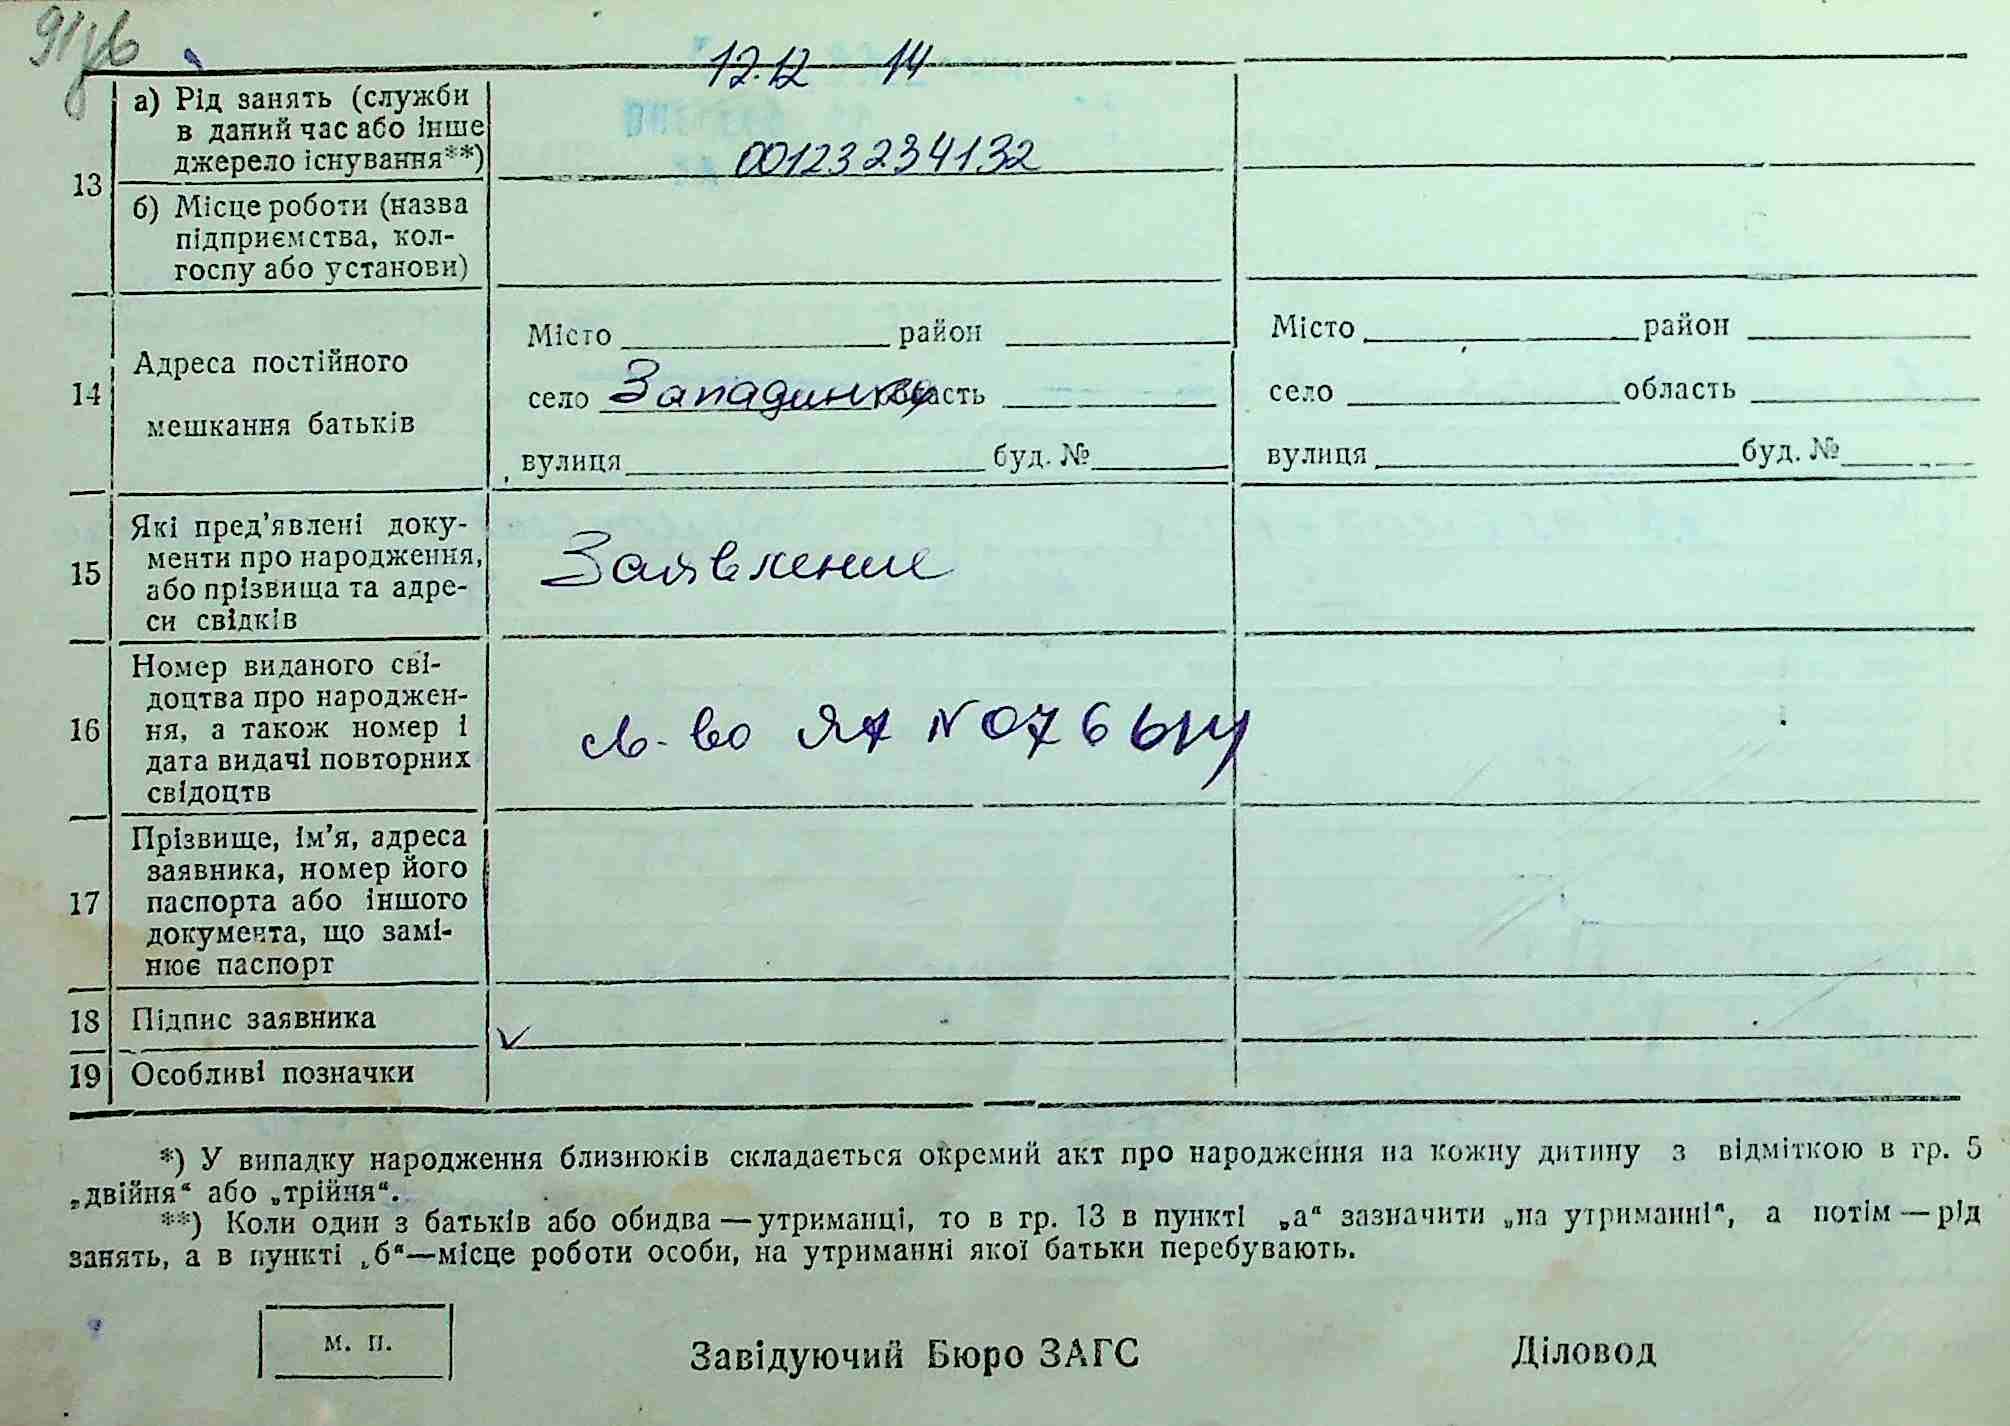 12.12 14
13
а) Рід занять (служби
в даний час або інше
джерело існування**)
00123234132
б) Місце роботи (назва
підприємства, кол-
госпу або установи)
14
Адреса постійного
мешкання батьків
Місто район
село Западинка область
вулиця буд. №
Місто район
село область
вулиця буд. №
15
Які пред’явлені доку-
менти про народження,
або прізвища та адре-
си свідків
Заявление
16
Номер виданого сві-
доцтва про народжен-
ня, а також номер і
дата видачі повторних
свідоцтв
св-во ЯА N 0766
17
Прізвище, ім’я, адреса
заявника, номер його
паспорта або іншого
документа, що замі-
нює паспорт
18 Підпис заявника
19 Особливі позначки
*) У випадку народження близнюків складається окремий акт про народження на кожну дитину з відміткою в гр. 5
„двійня“ або „трійня“.
**) Коли один з батьків або обидва — утриманці, то в гр. 13 в пункті „а“ зазначити „на утриманні“, а потім — рід
занять, а в пункті „б“—місце роботи особи, на утриманні якої батьки перебувають.
М. П.
Завідуючий Бюро ЗАГС
Діловод